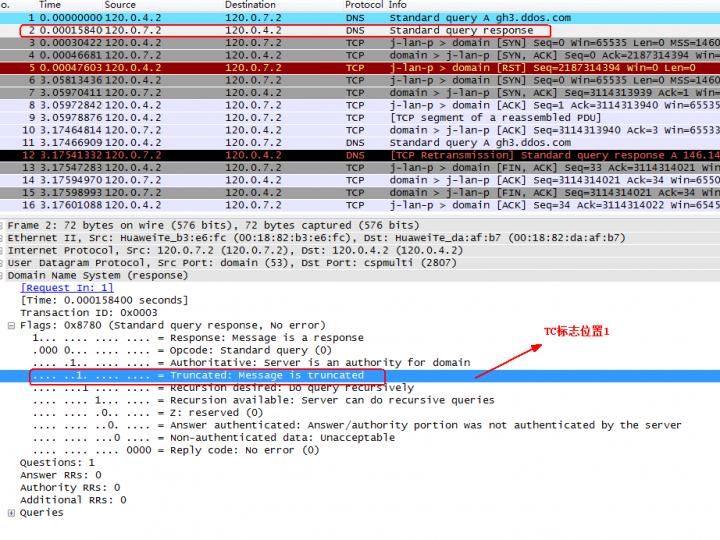 No. Time Source Destination Protocol Info
1 0.00000000 120.0.4.2 120.0.7.2 DNS Standard query A gh3.ddos.com
2 0.00015840 120.0.7.2 120.0.4.2 DNS Standard query response
3 0.00030422 120.0.4.2 120.0.7.2 TCP j-lan-p > domain [SYN] Seq=0 Win=65535 Len=0 MSS=1460
4 0.00046681 120.0.7.2 120.0.4.2 TCP domain > j-lan-p [SYN, ACK] Seq=0 Ack=2187314394 Win=0
5 0.00047603 120.0.4.2 120.0.7.2 TCP j-lan-p > domain [RST] Seq=2187314394 Win=0 Len=0
6 3.05813436 120.0.4.2 120.0.7.2 TCP j-lan-p > domain [SYN] Seq=0 Win=65535 Len=0 MSS=1460
7 3.05970411 120.0.7.2 120.0.4.2 TCP domain > j-lan-p [SYN, ACK] Seq=3114313939 Ack=1 Win=
8 3.05972842 120.0.4.2 120.0.7.2 TCP j-lan-p > domain [ACK] Seq=1 Ack=3114313940 Win=65535
9 3.05978876 120.0.4.2 120.0.7.2 TCP [TCP segment of a reassembled PDU]
10 3.17464814 120.0.7.2 120.0.4.2 TCP domain > j-lan-p [ACK] Seq=3114313940 Ack=3 Win=65533
11 3.17466909 120.0.4.2 120.0.7.2 DNS Standard query A gh3.ddos.com
12 3.17541332 120.0.7.2 120.0.4.2 DNS [TCP Retransmission] Standard query response A 146.14
13 3.17547283 120.0.4.2 120.0.7.2 TCP j-lan-p > domain [FIN, ACK] Seq=33 Ack=3114314021 Win
14 3.17594970 120.0.7.2 120.0.4.2 TCP domain > j-lan-p [ACK] Seq=3114314021 Ack=34 Win=6550
15 3.17598993 120.0.7.2 120.0.4.2 TCP domain > j-lan-p [FIN, ACK] Seq=3114314021 Ack=34 Win
16 3.17601088 120.0.4.2 120.0.7.2 TCP j-lan-p > domain [ACK] Seq=34 Ack=3114314022 Win=6545
Frame 2: 72 bytes on wire (576 bits), 72 bytes captured (576 bits)
Ethernet II, Src: HuaweiTe_b3:e6:fc (00:18:82:b3:e6:fc), Dst: HuaweiTe_da:af:b7 (00:18:82:da:af:b7)
Internet Protocol, Src: 120.0.7.2 (120.0.7.2), Dst: 120.0.4.2 (120.0.4.2)
User Datagram Protocol, Src Port: domain (53), Dst Port: cspmulti (2807)
Domain Name System (response)
[Request In: 1]
[Time: 0.000158400 seconds]
Transaction ID: 0x0003
Flags: 0x8780 (Standard query response, No error)
1... .... .... .... = Response: Message is a response
.000 0... .... .... = Opcode: Standard query (0)
.... .1.. .... .... = Authoritative: Server is an authority for domain
.... ..1. .... .... = Truncated: Message is truncated
.... ...1 .... .... = Recursion desired: Do query recursively
.... .... 1... .... = Recursion available: Server can do recursive queries
.... .... .0.. .... = Z: reserved (0)
.... .... ..0. .... = Answer authenticated: Answer/authority portion was not authenticated by the server
.... .... ...0 .... = Non-authenticated data: Unacceptable
.... .... .... 0000 = Reply code: No error (0)
Questions: 1
Answer RRs: 0
Authority RRs: 0
Additional RRs: 0
Queries
TC标志位置1